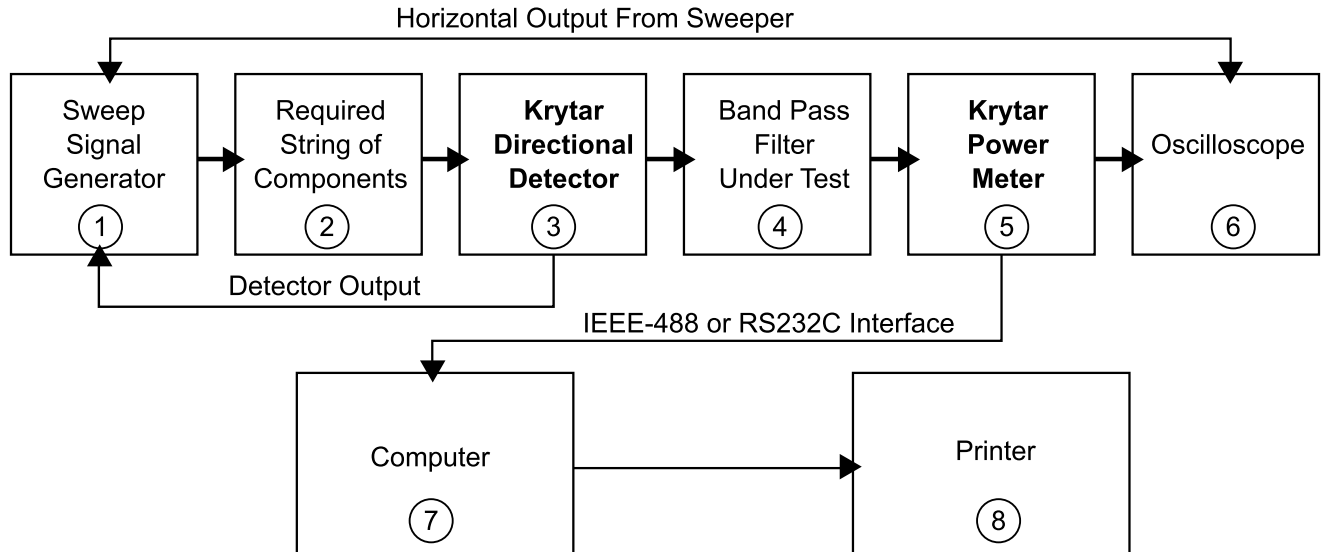 Horizontal Output From Sweeper
Sweep
Signal
Generator
1
Required
String of
Components
2
Krytar
Directional
Detector
3
Band Pass
Filter
Under Test
4
Krytar
Power
Meter
5
Oscilloscope
6
Detector Output
IEEE-488 or RS232C Interface
Computer
7
Printer
8